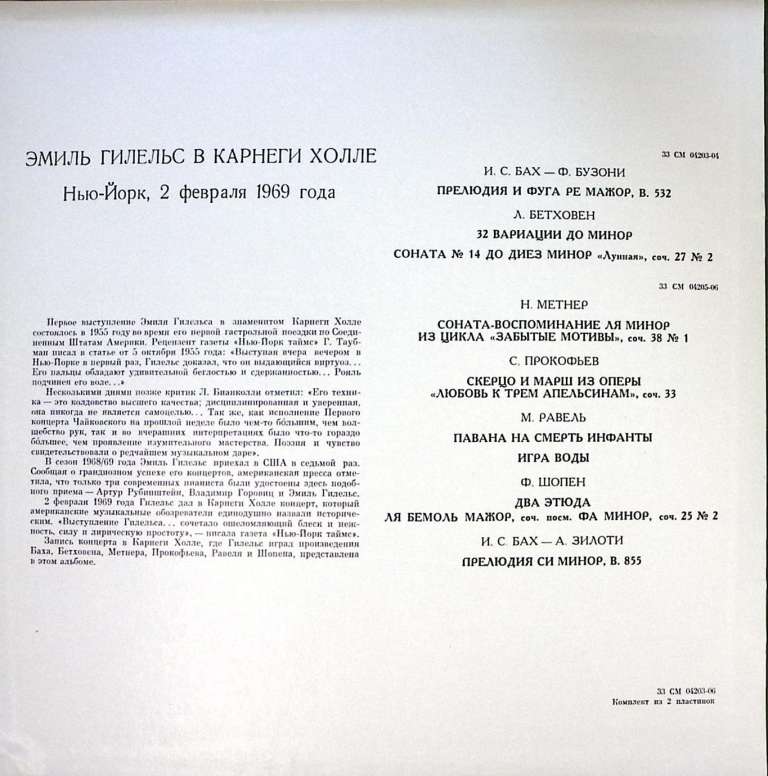 ЭМИЛЬ ГИЛЕЛЬС В КАРНЕГИ ХОЛЛЕ
Нью-Йорк, 2 февраля 1969 года
Первое выступление Эмиля Гилельса в знаменитом Карнеги Холле
состоялось в 1955 году во время его первой гастрольной поездки по Соеди-
ненным Штатам Америки. Рецензент газеты «Нью-Йорк таймс» Г. Тауб-
ман писал в статье от 5 октября 1955 года: «Выступая вчера вечером в
Нью-Йорке в первый раз, Гилельс доказал, что он выдающийся виртуоз...
Его пальцы обладают удивительной беглостью и сдержанностью... Рояль
подчинен его воле...»
Несколькими днями позже критик Л. Бианколли отметил: «Его техни-
ка — это колдовство высшего качества; дисциплинированная и уверенная,
она никогда не является самоцелью... Так же, как исполнение Первого
концерта Чайковского на прошлой неделе было чем-то бо́льшим, чем вол-
шебство рук, так и во вчерашних интерпретациях было что-то гораздо
бо́льшее, чем проявление изумительного мастерства. Поэзия и чувство
свидетельствовали о редчайшем музыкальном даре».
В сезон 1968/69 года Эмиль Гилельс приехал в США в седьмой раз.
Сообщая о грандиозном успехе его концертов, американская пресса отме-
тила, что только три современных пианиста были удостоены здесь подоб-
ного приема — Артур Рубинштейн, Владимир Горовиц и Эмиль Гилельс.
2 февраля 1969 года Гилельс дал в Карнеги Холле концерт, который
американские музыкальные обозреватели единодушно назвали историче-
ским. «Выступление Гилельса... сочетало ошеломляющий блеск и неж-
ность, силу и лирическую простоту», — писала газета «Нью-Йорк таймс».
Запись концерта в Карнеги Холле, где Гилельс играл произведения
Баха, Бетховена, Метнера, Прокофьева, Равеля и Шопена, представлена
в этом альбоме.
33 СМ 04203-04
И. С. БАХ — Ф. БУЗОНИ
ПРЕЛЮДИЯ И ФУГА РЕ МАЖОР, В. 532
Л. БЕТХОВЕН
32 ВАРИАЦИИ ДО МИНОР
СОНАТА № 14 ДО ДИЕЗ МИНОР «Лунная», соч. 27 № 2
33 СМ 04205-06
Н. МЕТНЕР
СОНАТА-ВОСПОМИНАНИЕ ЛЯ МИНОР
ИЗ ЦИКЛА «ЗАБЫТЫЕ МОТИВЫ», соч. 38 № 1
С. ПРОКОФЬЕВ
СКЕРЦО И МАРШ ИЗ ОПЕРЫ
«ЛЮБОВЬ К ТРЕМ АПЕЛЬСИНАМ», соч. 33
М. РАВЕЛЬ
ПАВАНА НА СМЕРТЬ ИНФАНТЫ
ИГРА ВОДЫ
Ф. ШОПЕН
ДВА ЭТЮДА
ЛЯ БЕМОЛЬ МАЖОР, соч. посм. ФА МИНОР, соч. 25 № 2
И. С. БАХ — А. ЗИЛОТИ
ПРЕЛЮДИЯ СИ МИНОР, В. 855
33 СМ 04203-06
Комплект из 2 пластинок